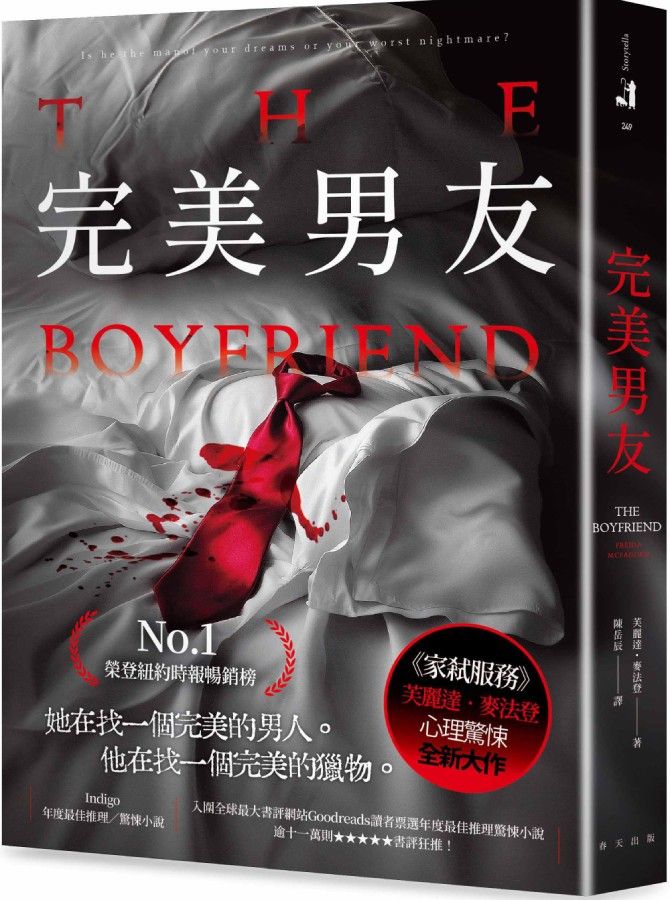 Is he the man of your dreams or your worst nightmare?
THE
完美男友
BOYFRIEND
No.1
榮登紐約時報暢銷榜
她在找一個完美的男人。
他在找一個完美的獵物。
《家弒服務》
芙麗達·麥法登
心理驚悚
全新大作
Indigo
年度最佳推理／驚悚小說
入圍全球最大書評網站Goodreads讀者票選年度最佳推理驚悚小說
逾十一萬則★★★★★書評狂推！
Storytella
249
完美男友
THE
BOYFRIEND
FREIDA
MCFADDEN
芙麗達·麥法登——著
陳岳辰——譯
春天出版